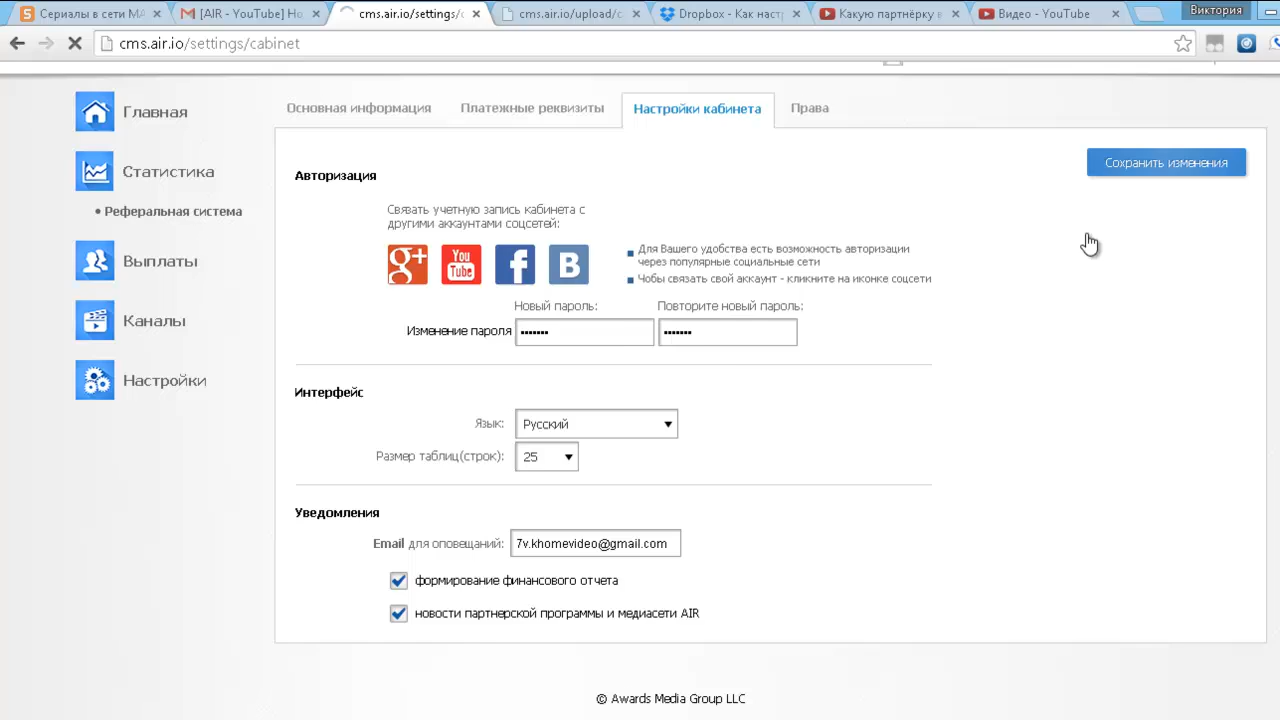 Сериалы в сети МА
[AIR - YouTube] Но
cms.air.io/settings/c
cms.air.io/upload/c
Dropbox - Как наст
Какую партнёрку в
Видео - YouTube
Виктория
cms.air.io/settings/cabinet
Главная
Статистика
• Реферальная система
Выплаты
Каналы
Настройки
Основная информация
Платежные реквизиты
Настройки кабинета
Права
Сохранить изменения
Авторизация
Связать учетную запись кабинета с
другими аккаунтами соцсетей:
g+
You
Tube
f
B
Для Вашего удобства есть возможность авторизации
через популярные социальные сети
Чтобы связать свой аккаунт - кликните на иконке соцсети
Новый пароль:
Повторите новый пароль:
Изменение пароля
•••••••
•••••••
Интерфейс
Язык:
Русский
Размер таблиц(строк):
25
Уведомления
Email для оповещаний:
7v.khomevideo@gmail.com
формирование финансового отчета
новости партнерской программы и медиасети AIR
© Awards Media Group LLC